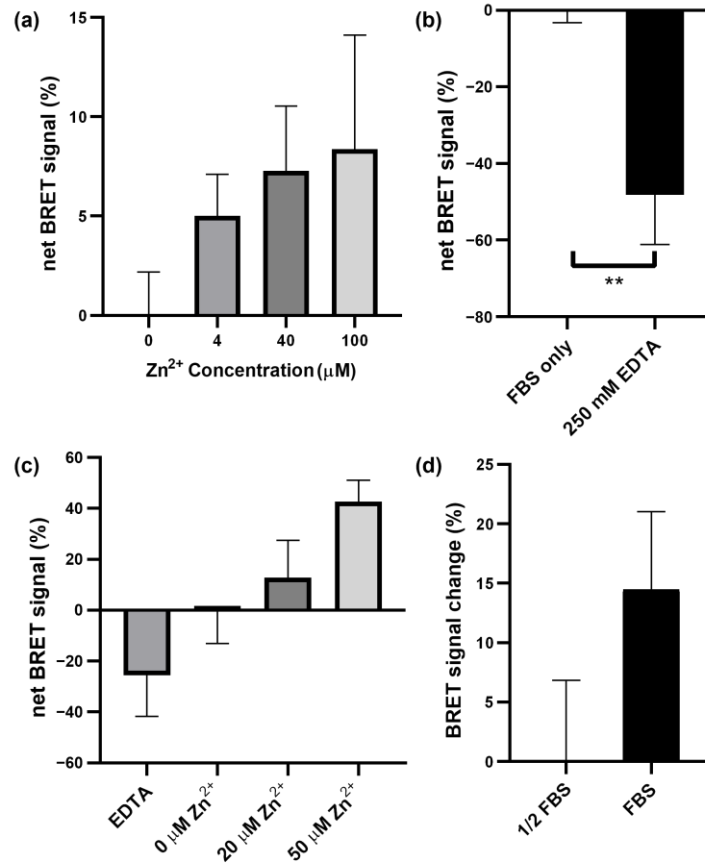 (a)
net BRET signal (%)
15
10
5
0
0
4
40
100
Zn²⁺ Concentration (μM)
(b)
net BRET signal (%)
0
−20
−40
−60
−80
**
FBS only
250 mM EDTA
(c)
net BRET signal (%)
60
40
20
0
−20
−40
−60
EDTA
0 μM Zn²⁺
20 μM Zn²⁺
50 μM Zn²⁺
(d)
BRET signal change (%)
25
20
15
10
5
0
1/2 FBS
FBS